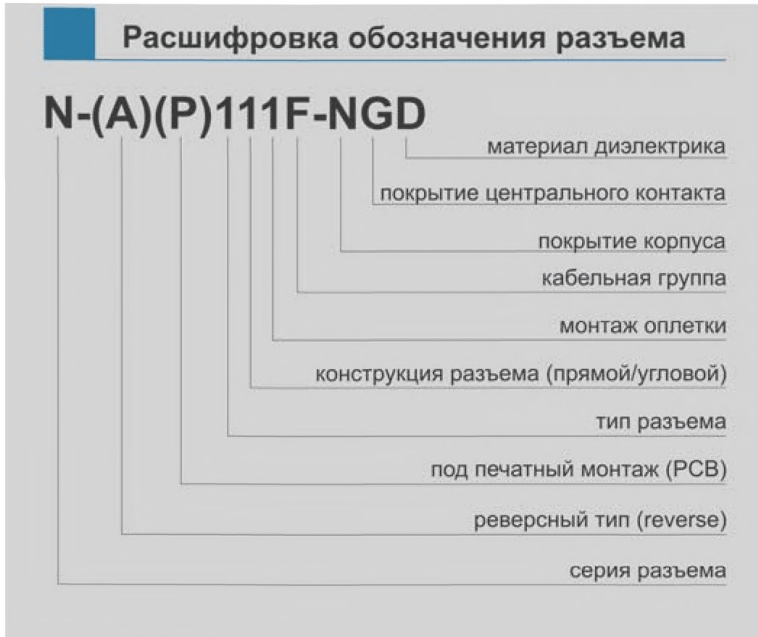 Расшифровка обозначения разъема
N-(A)(P)111F-NGD
материал диэлектрика
покрытие центрального контакта
покрытие корпуса
кабельная группа
монтаж оплетки
конструкция разъема (прямой/угловой)
тип разъема
под печатный монтаж (PCB)
реверсный тип (reverse)
серия разъема